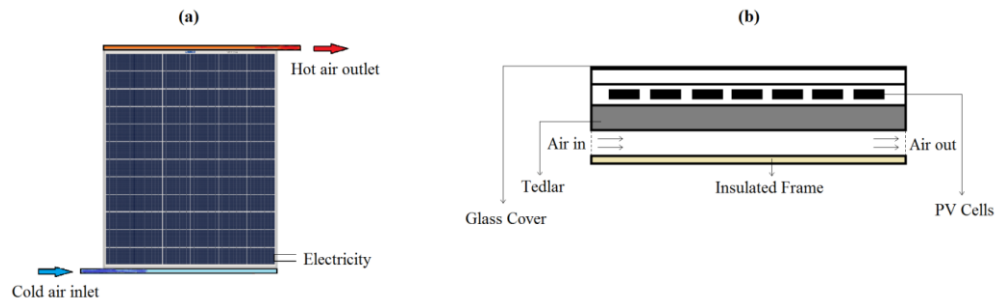 (a)
Hot air outlet
Electricity
Cold air inlet
(b)
Air in
Air out
Tedlar
Insulated Frame
Glass Cover
PV Cells